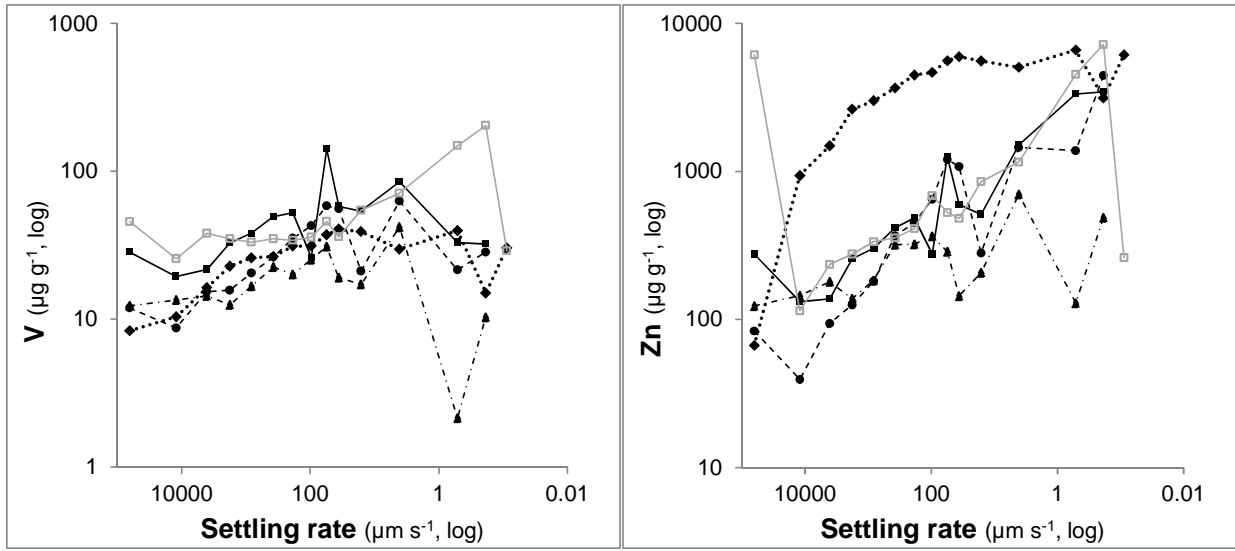 1000
100
10
1
V (µg g⁻¹, log)
10000 100 1 0.01
Settling rate (µm s⁻¹, log)
10000
1000
100
10
Zn (µg g⁻¹, log)
10000 100 1 0.01
Settling rate (µm s⁻¹, log)